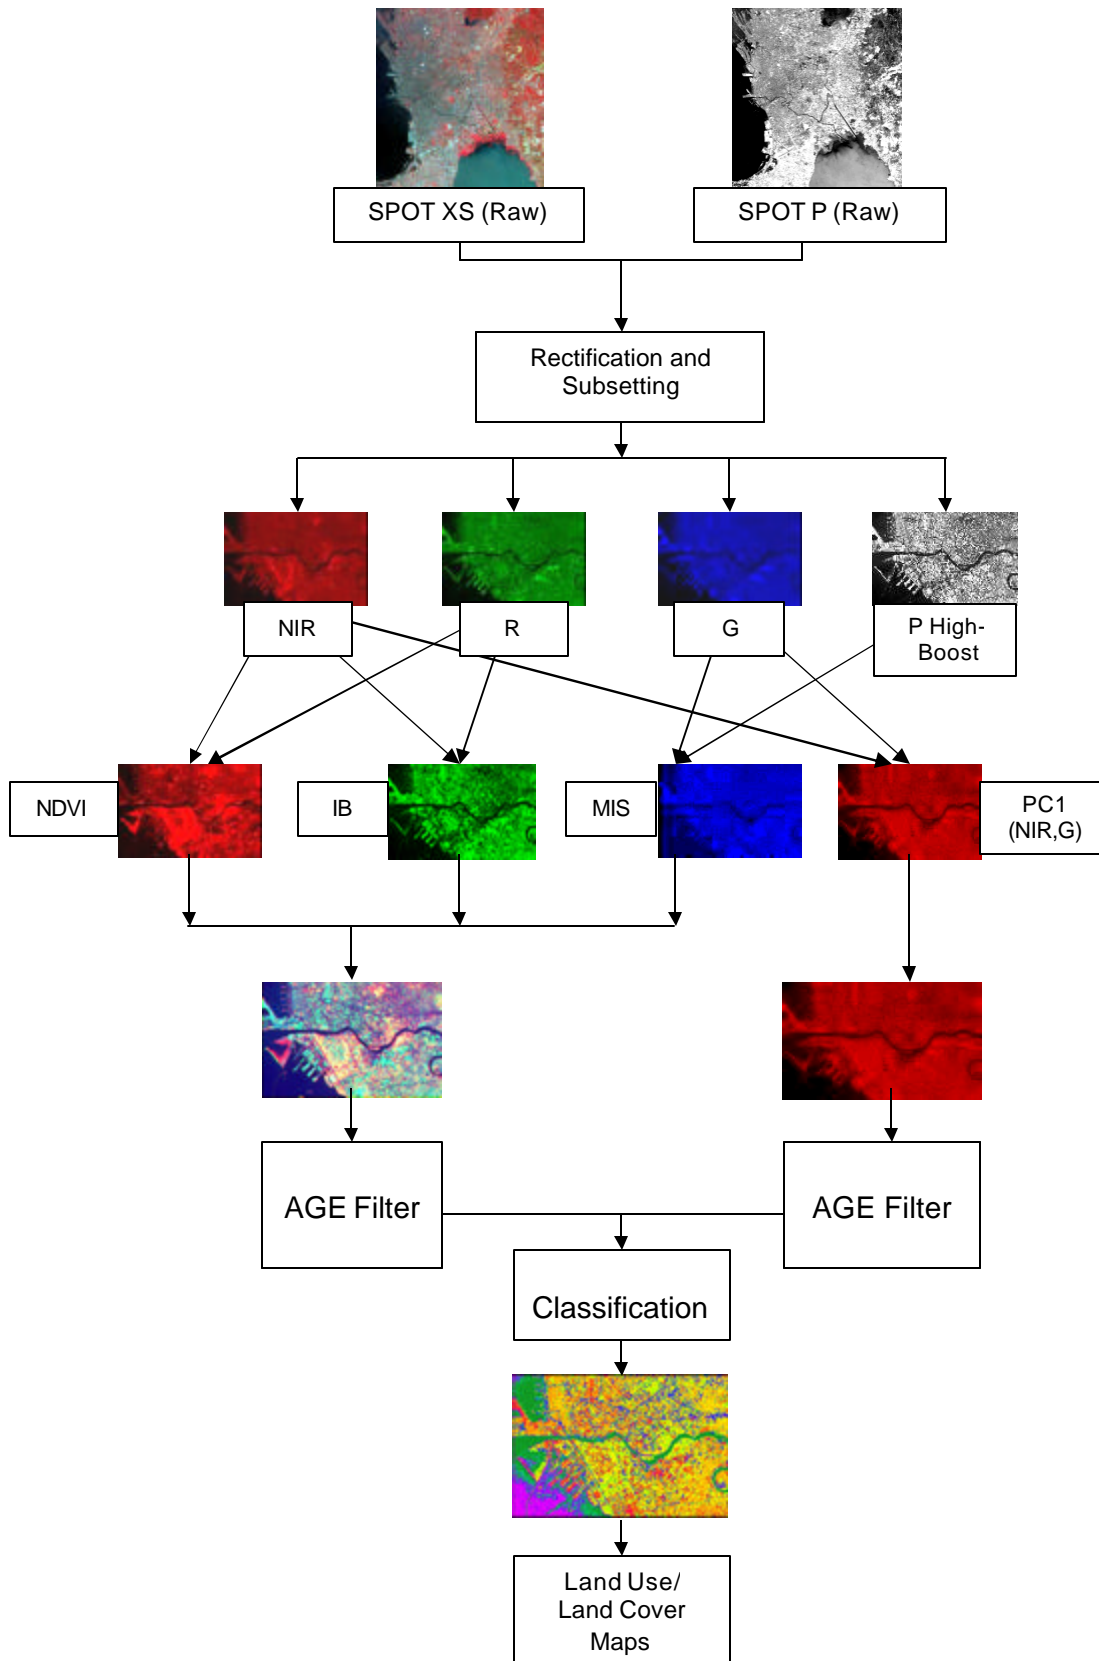 SPOT XS (Raw)
SPOT P (Raw)
Rectification and
Subsetting
NIR
R
G
P High-
Boost
NDVI
IB
MIS
PC1
(NIR,G)
AGE Filter
AGE Filter
Classification
Land Use/
Land Cover
Maps